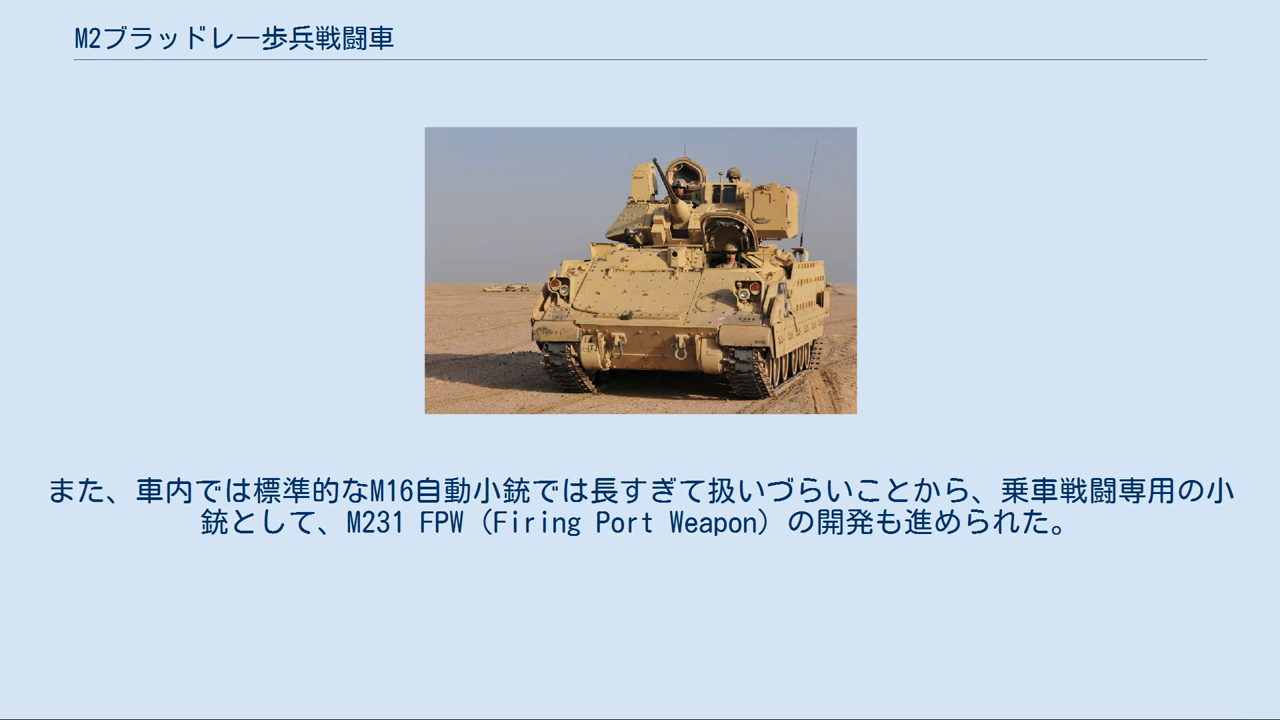 M2ブラッドレー歩兵戦闘車
また、車内では標準的なM16自動小銃では長すぎて扱いづらいことから、乗車戦闘専用の小
銃として、M231 FPW（Firing Port Weapon）の開発も進められた。